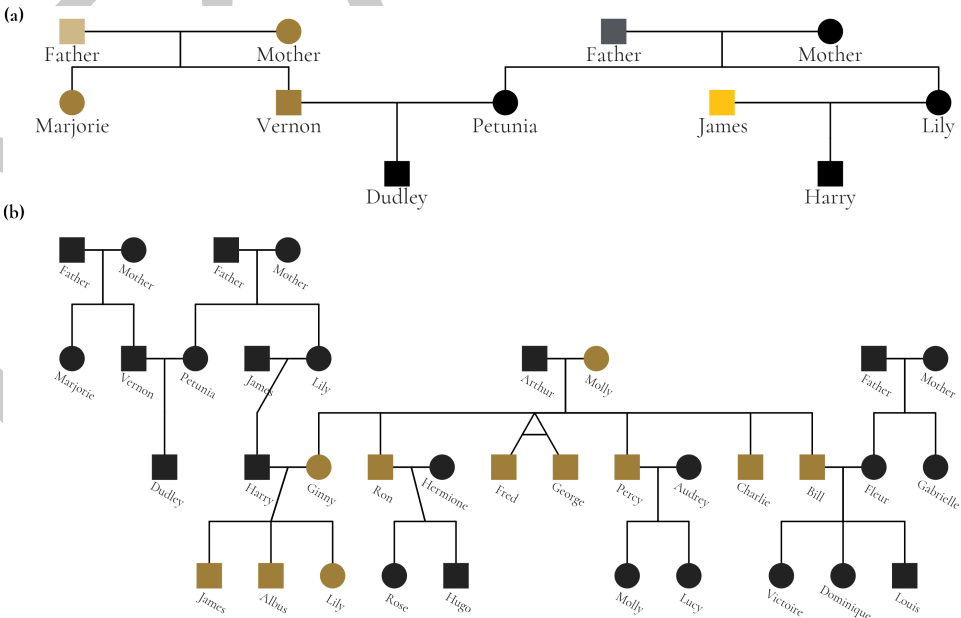 (a)
Father Mother Father Mother
Marjorie Vernon Petunia James Lily
Dudley Harry
(b)
Father Mother Father Mother
Marjorie Vernon Petunia James Lily Arthur Molly Father Mother
Dudley Harry Ginny Ron Hermione Fred George Percy Audrey Charlie Bill Fleur Gabrielle
James Albus Lily Rose Hugo Molly Lucy Victoire Dominique Louis